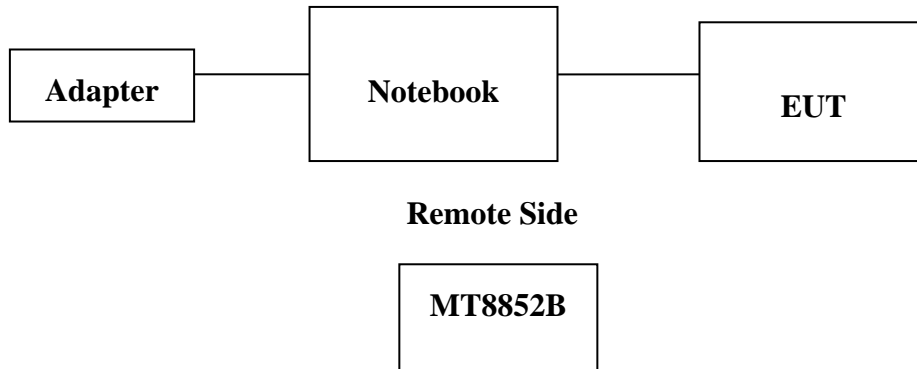 Adapter
Notebook
EUT
Remote Side
MT8852B